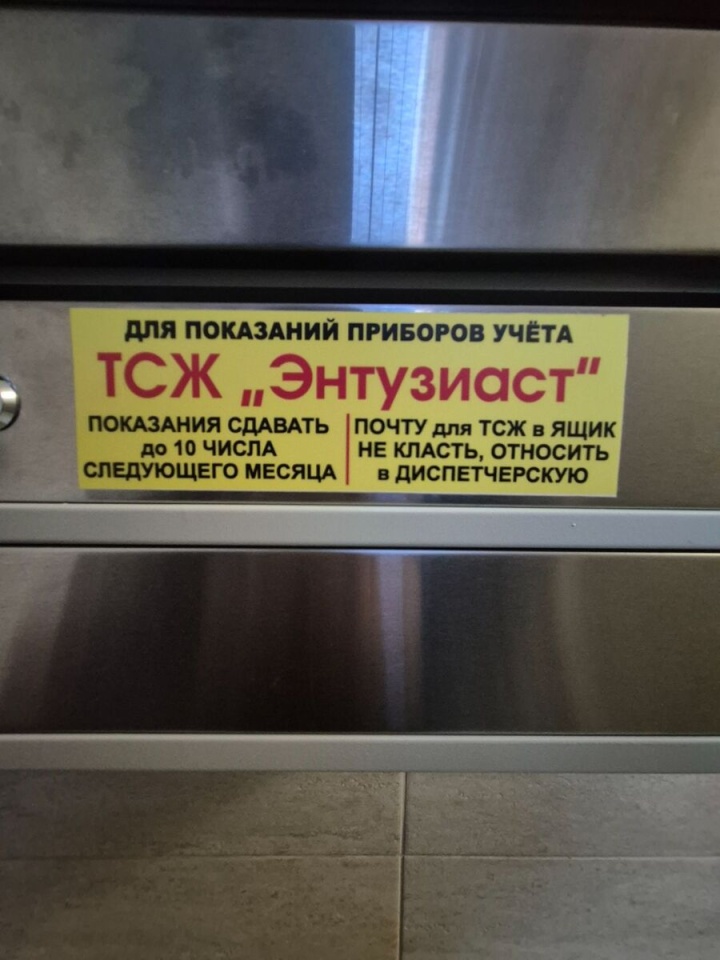 ДЛЯ ПОКАЗАНИЙ ПРИБОРОВ УЧЁТА
ТСЖ „Энтузиаст“
ПОКАЗАНИЯ СДАВАТЬ
до 10 ЧИСЛА
СЛЕДУЮЩЕГО МЕСЯЦА
ПОЧТУ для ТСЖ в ЯЩИК
НЕ КЛАСТЬ, ОТНОСИТЬ
в ДИСПЕТЧЕРСКУЮ